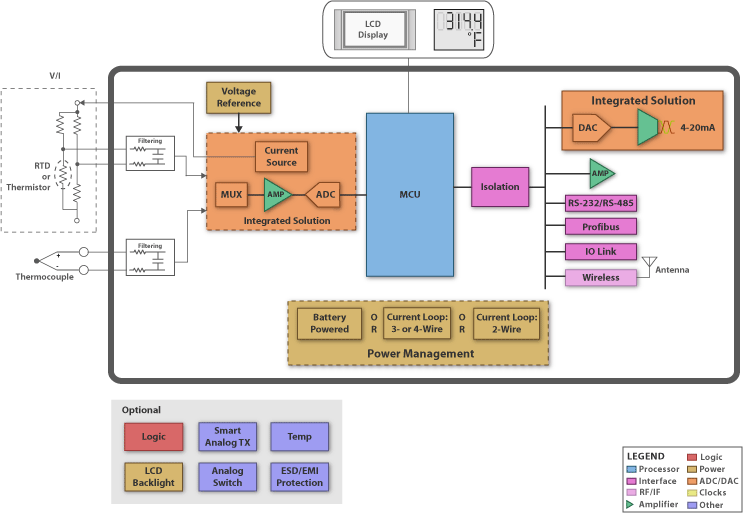 LCD
Display
314.4
°F
V/I
Voltage
Reference
Integrated Solution
DAC
4-20mA
Filtering
Current
Source
RTD
or
Thermistor
MUX
AMP
ADC
Integrated Solution
MCU
Isolation
AMP
RS-232/RS-485
Profibus
IO Link
Wireless
Antenna
Filtering
+
-
Thermocouple
Battery
Powered
O
R
Current Loop:
3- or 4-Wire
O
R
Current Loop:
2-Wire
Power Management
Optional
Logic
Smart
Analog TX
Temp
LCD
Backlight
Analog
Switch
ESD/EMI
Protection
LEGEND
Processor
Interface
RF/IF
Amplifier
Logic
Power
ADC/DAC
Clocks
Other